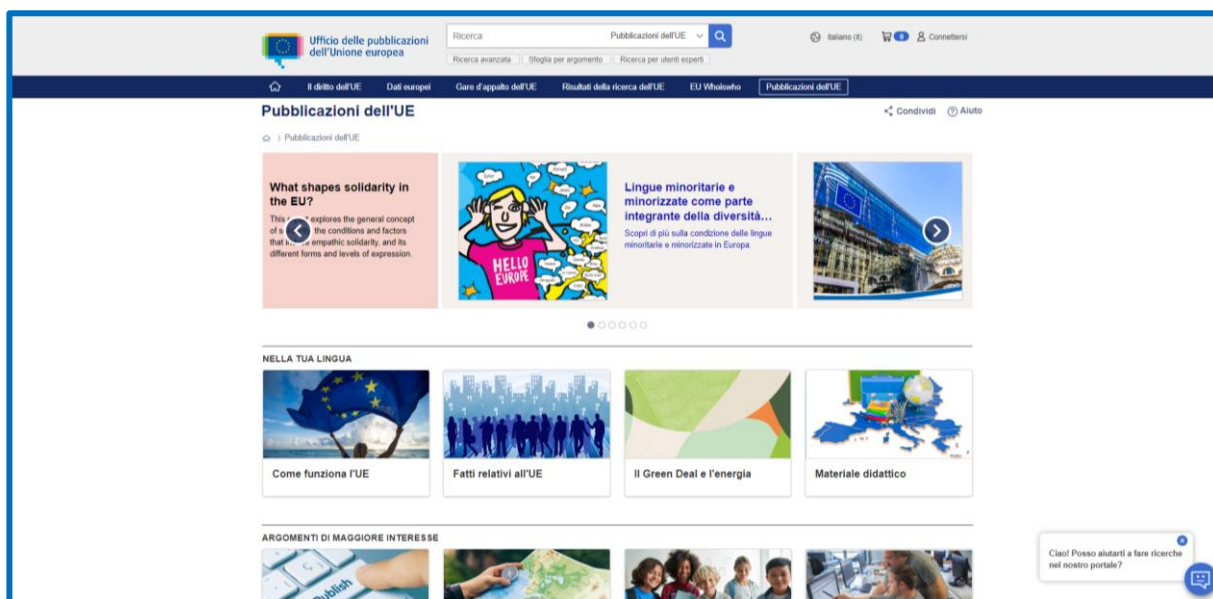 Ufficio delle pubblicazioni
dell'Unione europea
Ricerca
Pubblicazioni dell'UE
Italiano (it)
0
Connettersi
Ricerca avanzata
Sfoglia per argomento
Ricerca per utenti esperti
Il diritto dell'UE
Dati europei
Gare d'appalto dell'UE
Risultati della ricerca dell'UE
EU Whoiswho
Pubblicazioni dell'UE
Pubblicazioni dell'UE
Condividi
Aiuto
Pubblicazioni dell'UE
What shapes solidarity in
the EU?
This explores the general concept
of the conditions and factors
that empathic solidarity, and its
different forms and levels of expression.
HELLO
EUROPE
Lingue minoritarie e
minorizzate come parte
integrante della diversità...
Scopri di più sulla condizione delle lingue
minoritarie e minorizzate in Europa.
NELLA TUA LINGUA
Come funziona l'UE
Fatti relativi all'UE
Il Green Deal e l'energia
Materiale didattico
ARGOMENTI DI MAGGIORE INTERESSE
Publish
Ciao! Posso aiutarti a fare ricerche
nel nostro portale?